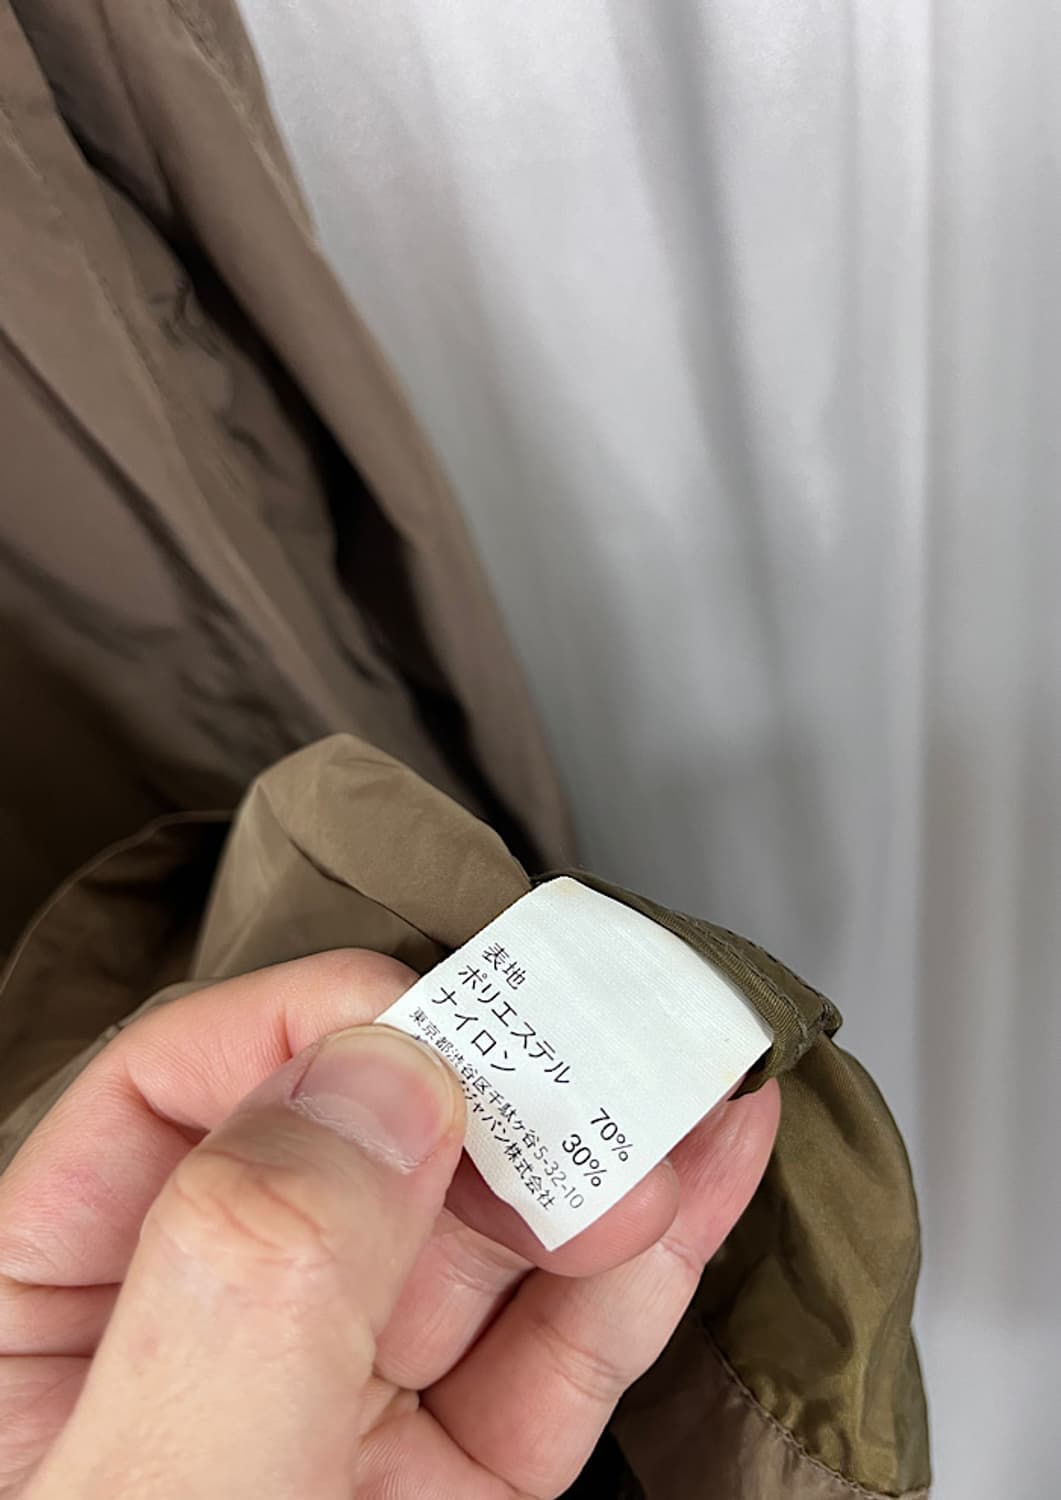 表地
ポリエステル 70%
ナイロン 30%
東京都渋谷区千駄ヶ谷5-32-10
ジャパン株式会社